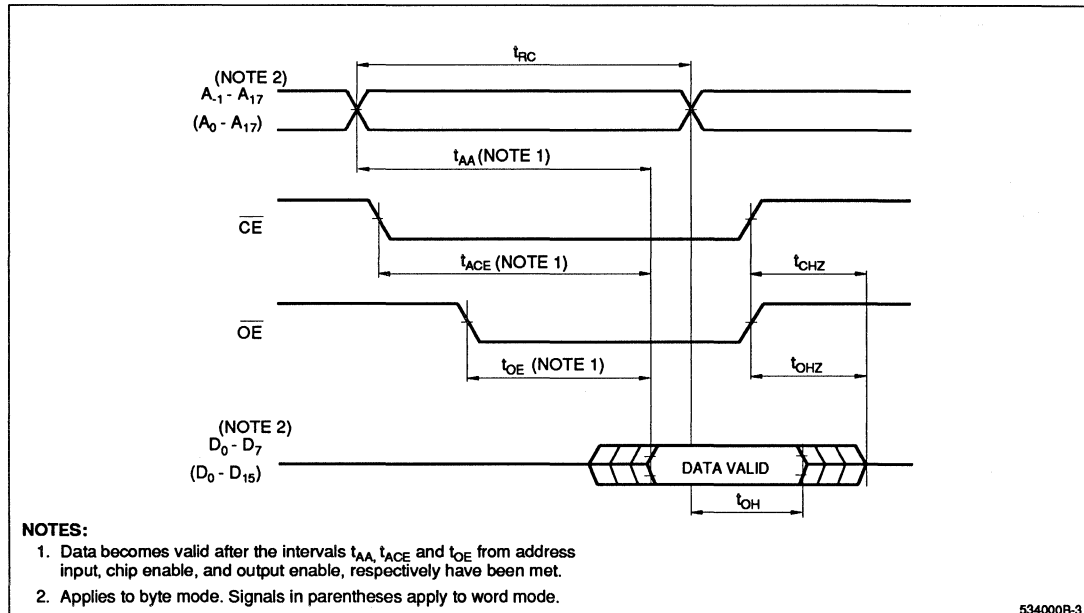 t_RC
(NOTE 2)
A_-1 - A_17
(A_0 - A_17)
t_AA (NOTE 1)
CE
t_ACE (NOTE 1)
t_CHZ
OE
t_OE (NOTE 1)
t_OHZ
(NOTE 2)
D_0 - D_7
(D_0 - D_15)
DATA VALID
t_OH
NOTES:
1. Data becomes valid after the intervals t_AA, t_ACE and t_OE from address
input, chip enable, and output enable, respectively have been met.
2. Applies to byte mode. Signals in parentheses apply to word mode.
534000B-3